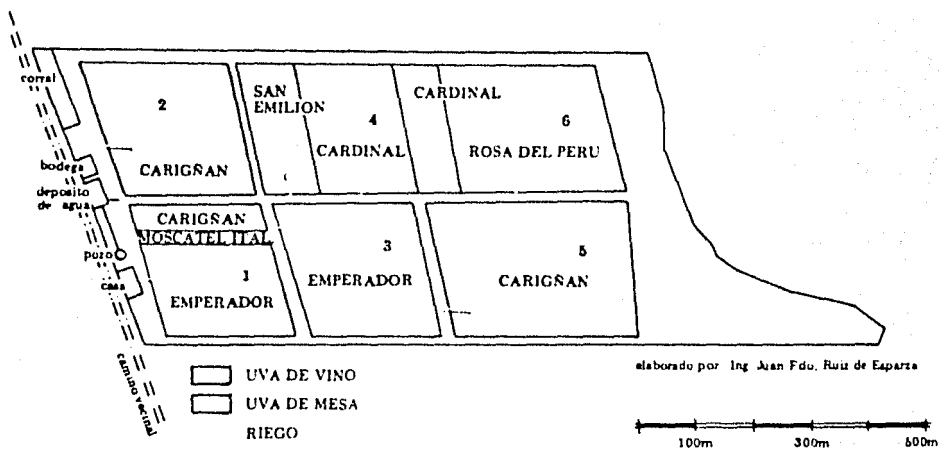 corral
2
SAN
EMILION
4
CARDINAL
CARDINAL
6
ROSA DEL PERU
CARIGÑAN
bodega
deposito
de agua
CARIGÑAN
MOSCATEL ITAL.
pozo
3
5
1
EMPERADOR
EMPERADOR
CARIGÑAN
casa
camino vecinal
UVA DE VINO
UVA DE MESA
RIEGO
elaborado por Ing Juan Fdo. Ruiz de Esparza
100m
300m
500m